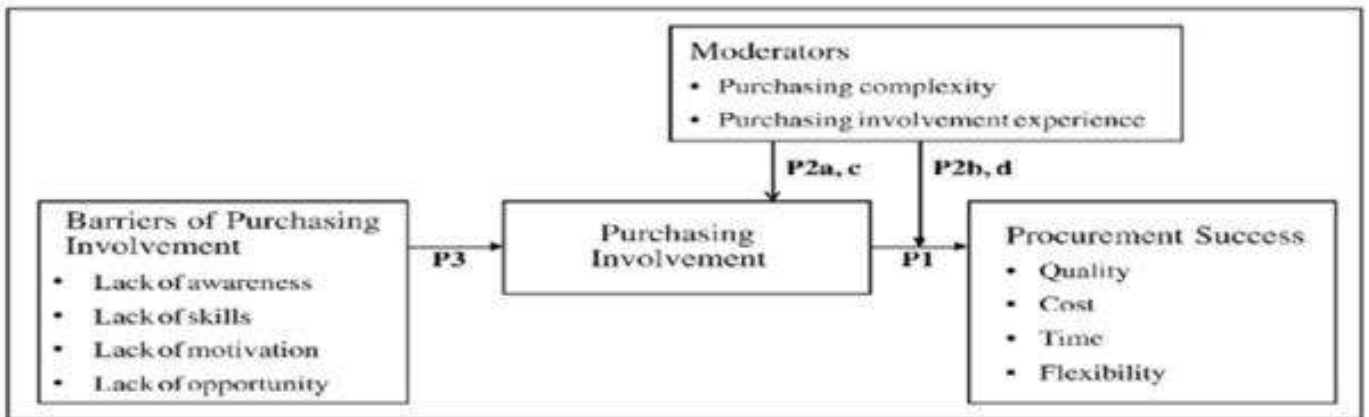 Moderators
• Purchasing complexity
• Purchasing involvement experience
P2a, c
P2b, d
Barriers of Purchasing
Involvement
• Lack of awareness
• Lack of skills
• Lack of motivation
• Lack of opportunity
P3
Purchasing
Involvement
P1
Procurement Success
• Quality
• Cost
• Time
• Flexibility